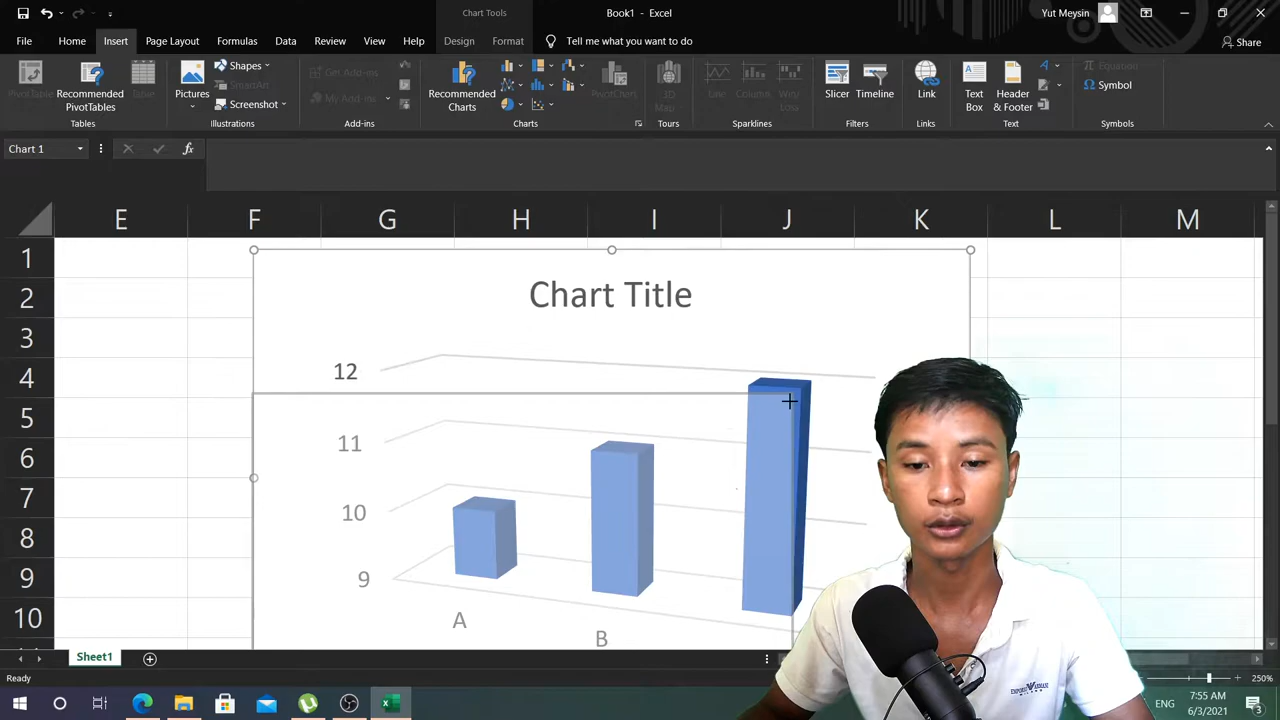 Chart Tools
Book1 - Excel
Yut Meysin
File Home Insert Page Layout Formulas Data Review View Help Design Format Tell me what you want to do Share
PivotTable
Recommended PivotTables
Table
Tables
Pictures
Shapes
SmartArt
Screenshot
Illustrations
Get Add-ins
My Add-ins
Add-ins
Recommended Charts
PivotChart
Charts
3D Map
Tours
Line
Column
Win/Loss
Sparklines
Slicer
Timeline
Filters
Link
Links
Text Box
Header & Footer
Text
Equation
Symbol
Symbols
Chart 1
fx
E F G H I J K L M
1
2
3
4
5
6
7
8
9
10
Chart Title
12
11
10
9
A
B
EMPORIO ARMANI
Sheet1
Ready
250%
ENG
7:55 AM
6/3/2021
3